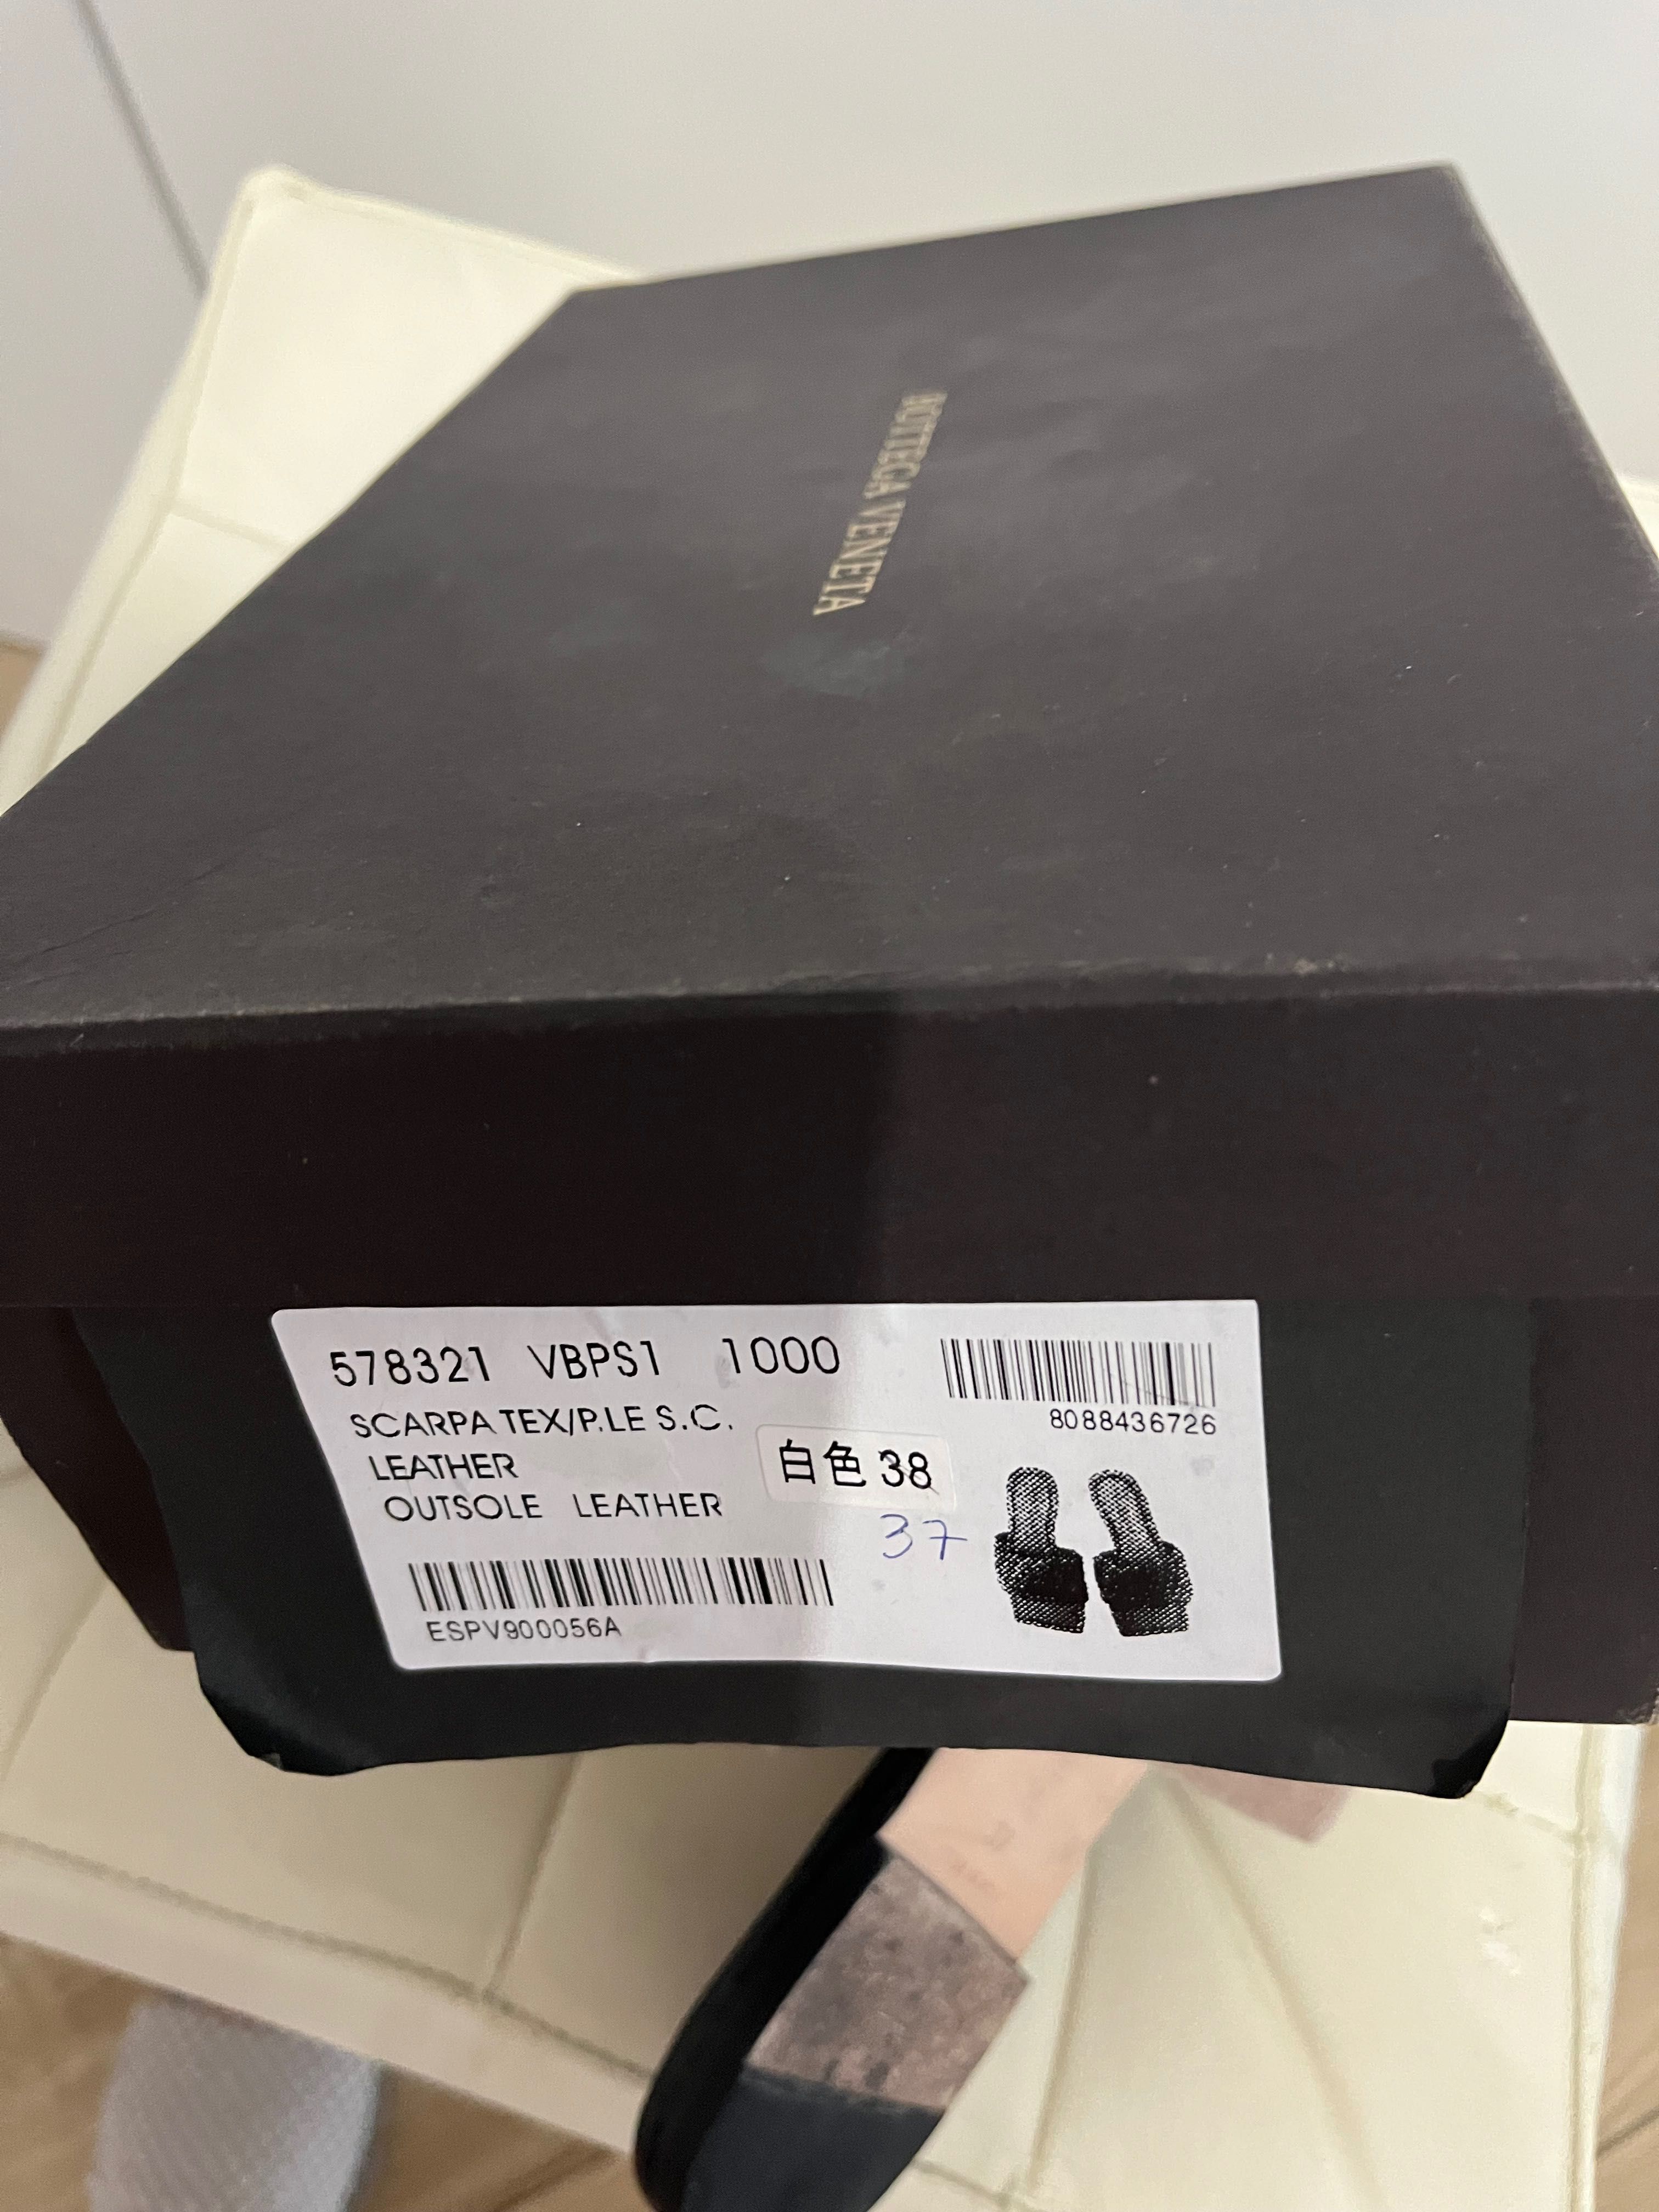 BOTTEGA VENETA
578321 VBPS1 1000
SCARPA TEX/P.LE S.C.
LEATHER
OUTSOLE LEATHER
ESPV900056A
8088436726
白色 38
37